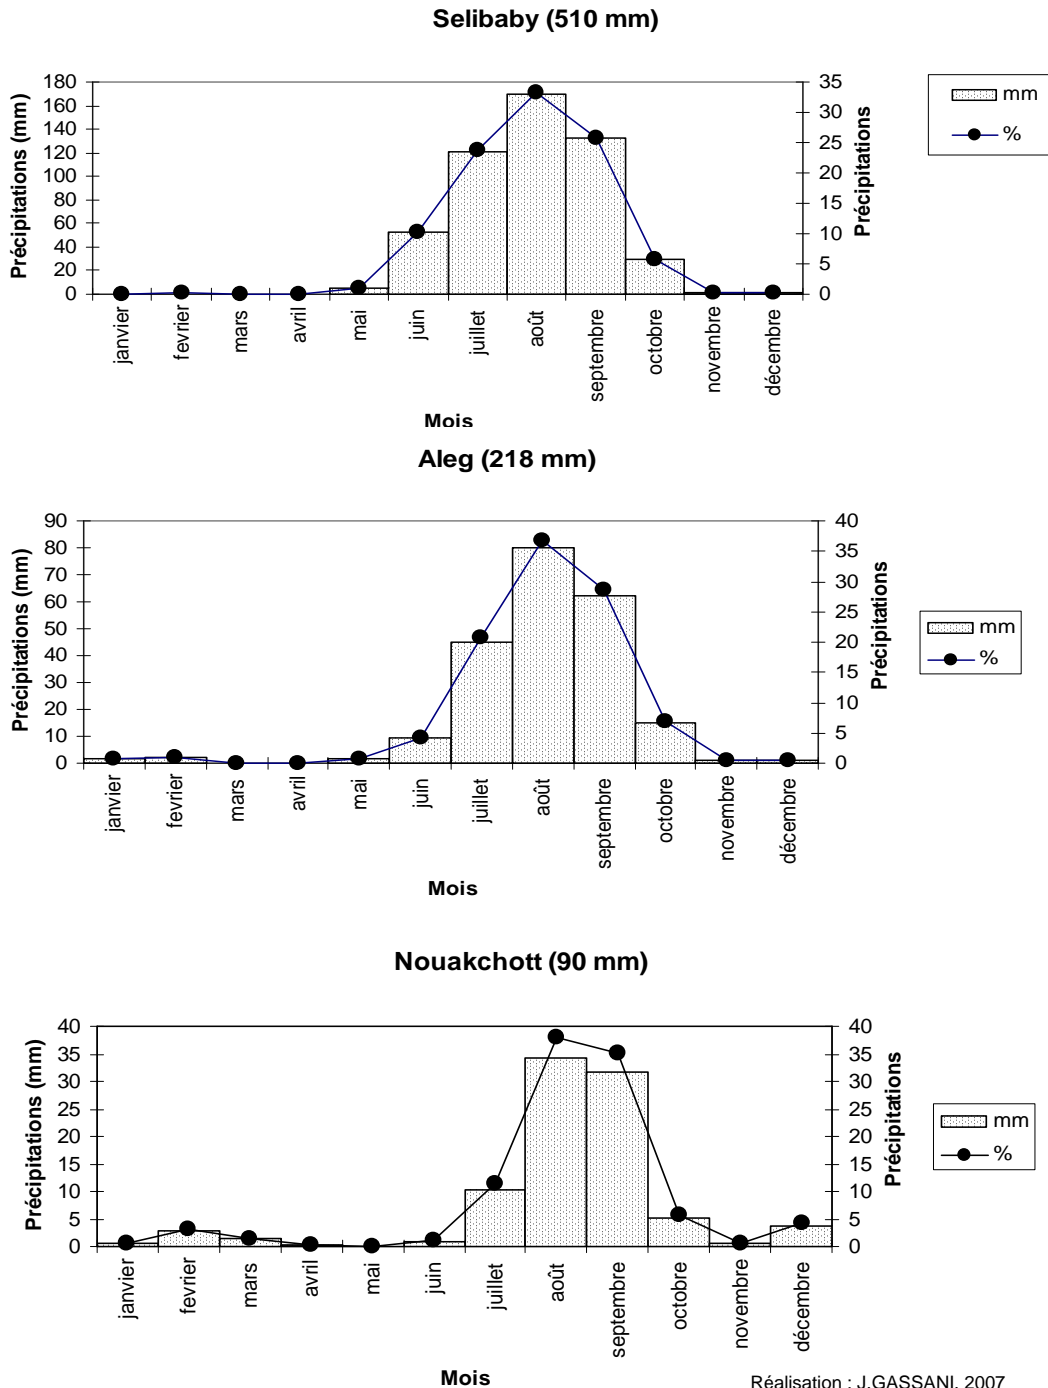 Selibaby (510 mm)
Précipitations (mm)
180
160
140
120
100
80
60
40
20
0
35
30
25
20
15
10
5
0
Précipitations
mm
%
janvier
fevrier
mars
avril
mai
juin
juillet
août
septembre
octobre
novembre
décembre
Mois
Aleg (218 mm)
Précipitations (mm)
90
80
70
60
50
40
30
20
10
0
40
35
30
25
20
15
10
5
0
Précipitations
mm
%
janvier
fevrier
mars
avril
mai
juin
juillet
août
septembre
octobre
novembre
décembre
Mois
Nouakchott (90 mm)
Précipitations (mm)
40
35
30
25
20
15
10
5
0
40
35
30
25
20
15
10
5
0
Précipitations
mm
%
janvier
fevrier
mars
avril
mai
juin
juillet
août
septembre
octobre
novembre
décembre
Mois
Réalisation : J.GASSANI, 2007